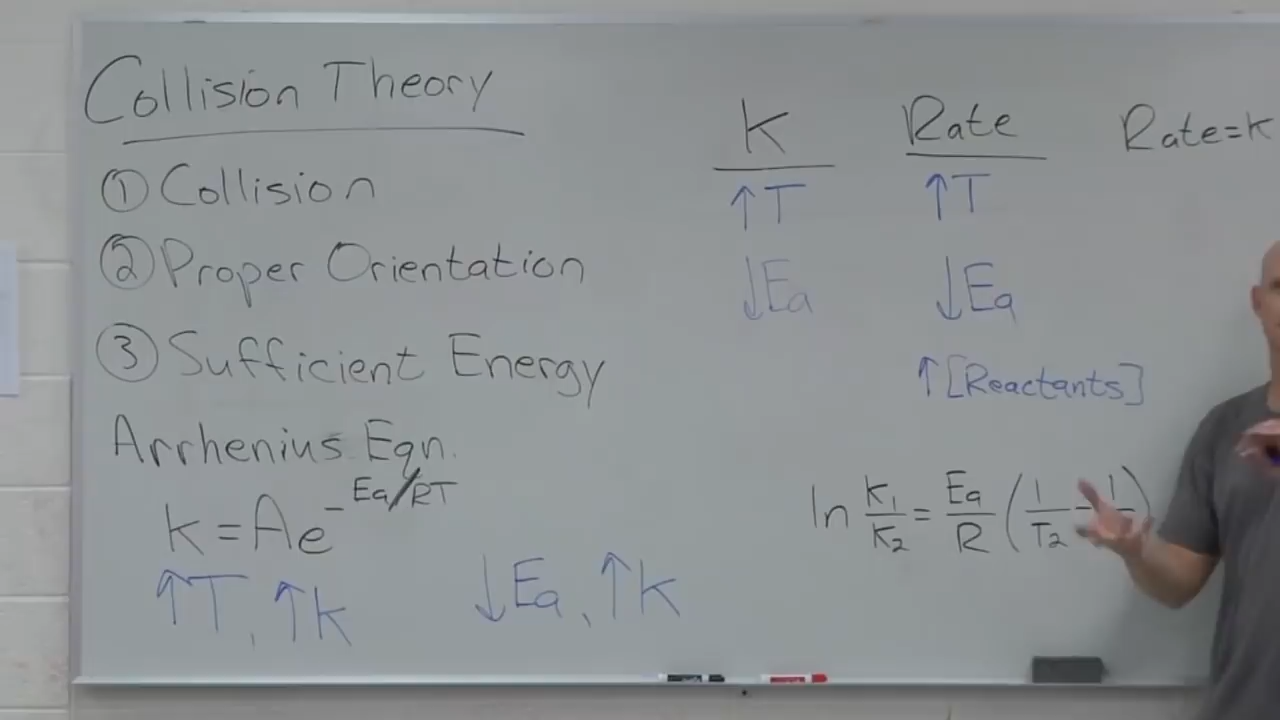 Collision Theory
① Collision
② Proper Orientation
③ Sufficient Energy
Arrhenius Eqn.
k = Ae^-Ea/RT
↑T, ↑k
↓Ea, ↑k
K
↑T
↓Ea
Rate
↑T
↓Ea
↑[Reactants]
Rate=k
ln K1/K2 = Ea/R (1/T2 - 1/